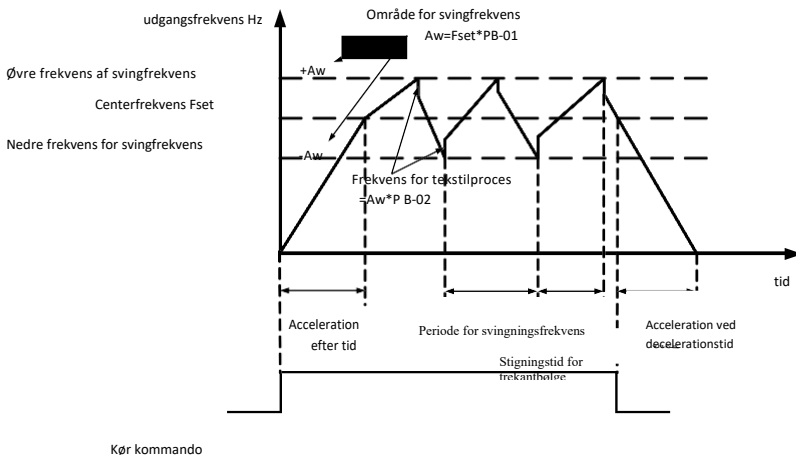 udgangsfrekvens Hz
Område for svingfrekvens
Aw=Fset*PB-01
Øvre frekvens af svingfrekvens
+Aw
Centerfrekvens Fset
Nedre frekvens for svingfrekvens
-Aw
Frekvens for tekstilproces
=Aw*P B-02
tid
Acceleration
efter tid
Periode for svingningsfrekvens
Acceleration ved
decelerationstid
Stigningstid for
trekantbølge
Kør kommando